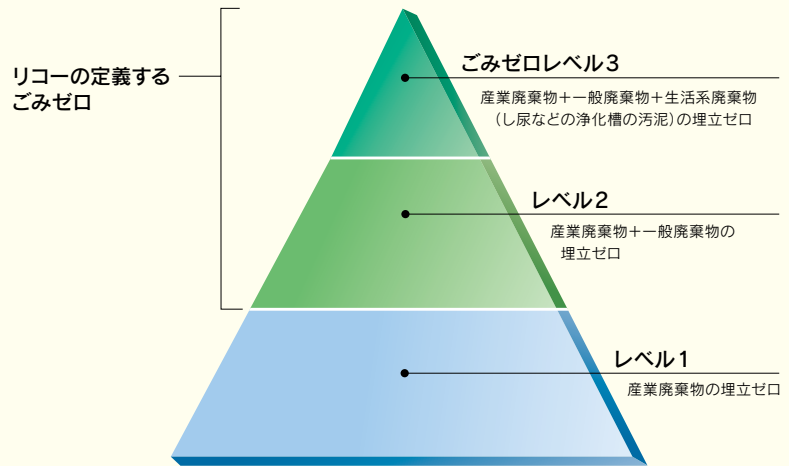 リコーの定義する
ごみゼロ
ごみゼロレベル3
産業廃棄物＋一般廃棄物＋生活系廃棄物
（し尿などの浄化槽の汚泥）の埋立ゼロ
レベル2
産業廃棄物＋一般廃棄物の
埋立ゼロ
レベル1
産業廃棄物の埋立ゼロ